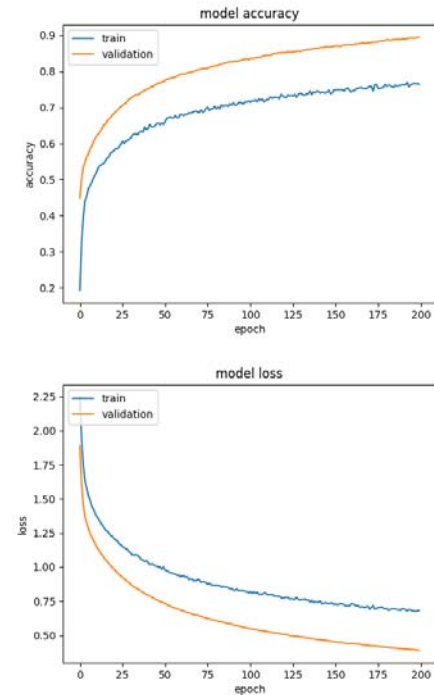 model accuracy
train
validation
0.9
0.8
0.7
0.6
0.5
0.4
0.3
0.2
accuracy
0 25 50 75 100 125 150 175 200
epoch
model loss
train
validation
2.25
2.00
1.75
1.50
1.25
1.00
0.75
0.50
loss
0 25 50 75 100 125 150 175 200
epoch